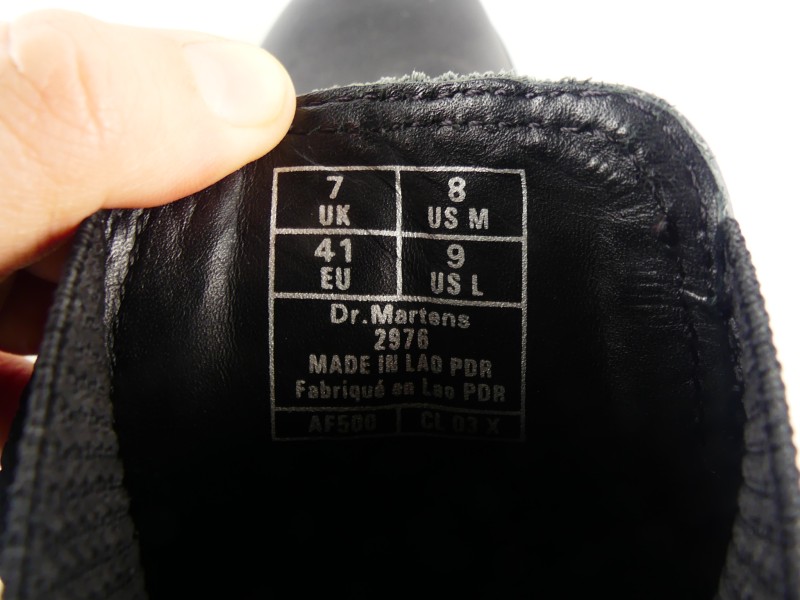 7 8
UK US M
41 9
EU US L
Dr.Martens
2976
MADE IN LAO PDR
Fabriqué en Lao PDR
AF500 CL 03 X